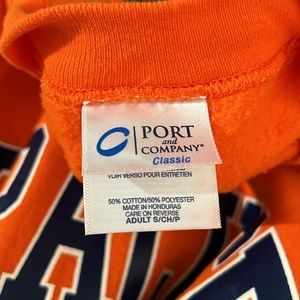 PORT
and
COMPANY®
Classic
VOIR VERSO POUR ENTRETIEN
50% COTTON/50% POLYESTER
MADE IN HONDURAS
CARE ON REVERSE
ADULT S/CH/P